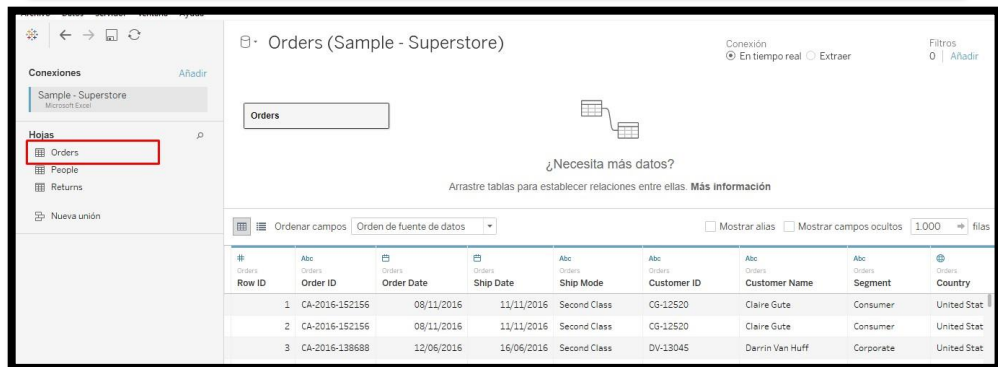 Archivo Datos Servidor Ventana Ayuda
Orders (Sample - Superstore)
Conexión
En tiempo real Extraer
Filtros
0 | Añadir
Conexiones Añadir
Sample - Superstore
Microsoft Excel
Hojas
Orders
People
Returns
Nueva unión
Orders
¿Necesita más datos?
Arrastre tablas para establecer relaciones entre ellas. Más información
Ordenar campos Orden de fuente de datos Mostrar alias Mostrar campos ocultos 1.000 filas
# Abc Abc Abc Abc Abc
Orders Orders Orders Orders Orders Orders Orders Orders Orders
Row ID Order ID Order Date Ship Date Ship Mode Customer ID Customer Name Segment Country
1 CA-2016-152156 08/11/2016 11/11/2016 Second Class CG-12520 Claire Gute Consumer United Stat
2 CA-2016-152156 08/11/2016 11/11/2016 Second Class CG-12520 Claire Gute Consumer United Stat
3 CA-2016-138688 12/06/2016 16/06/2016 Second Class DV-13045 Darrin Van Huff Corporate United Stat